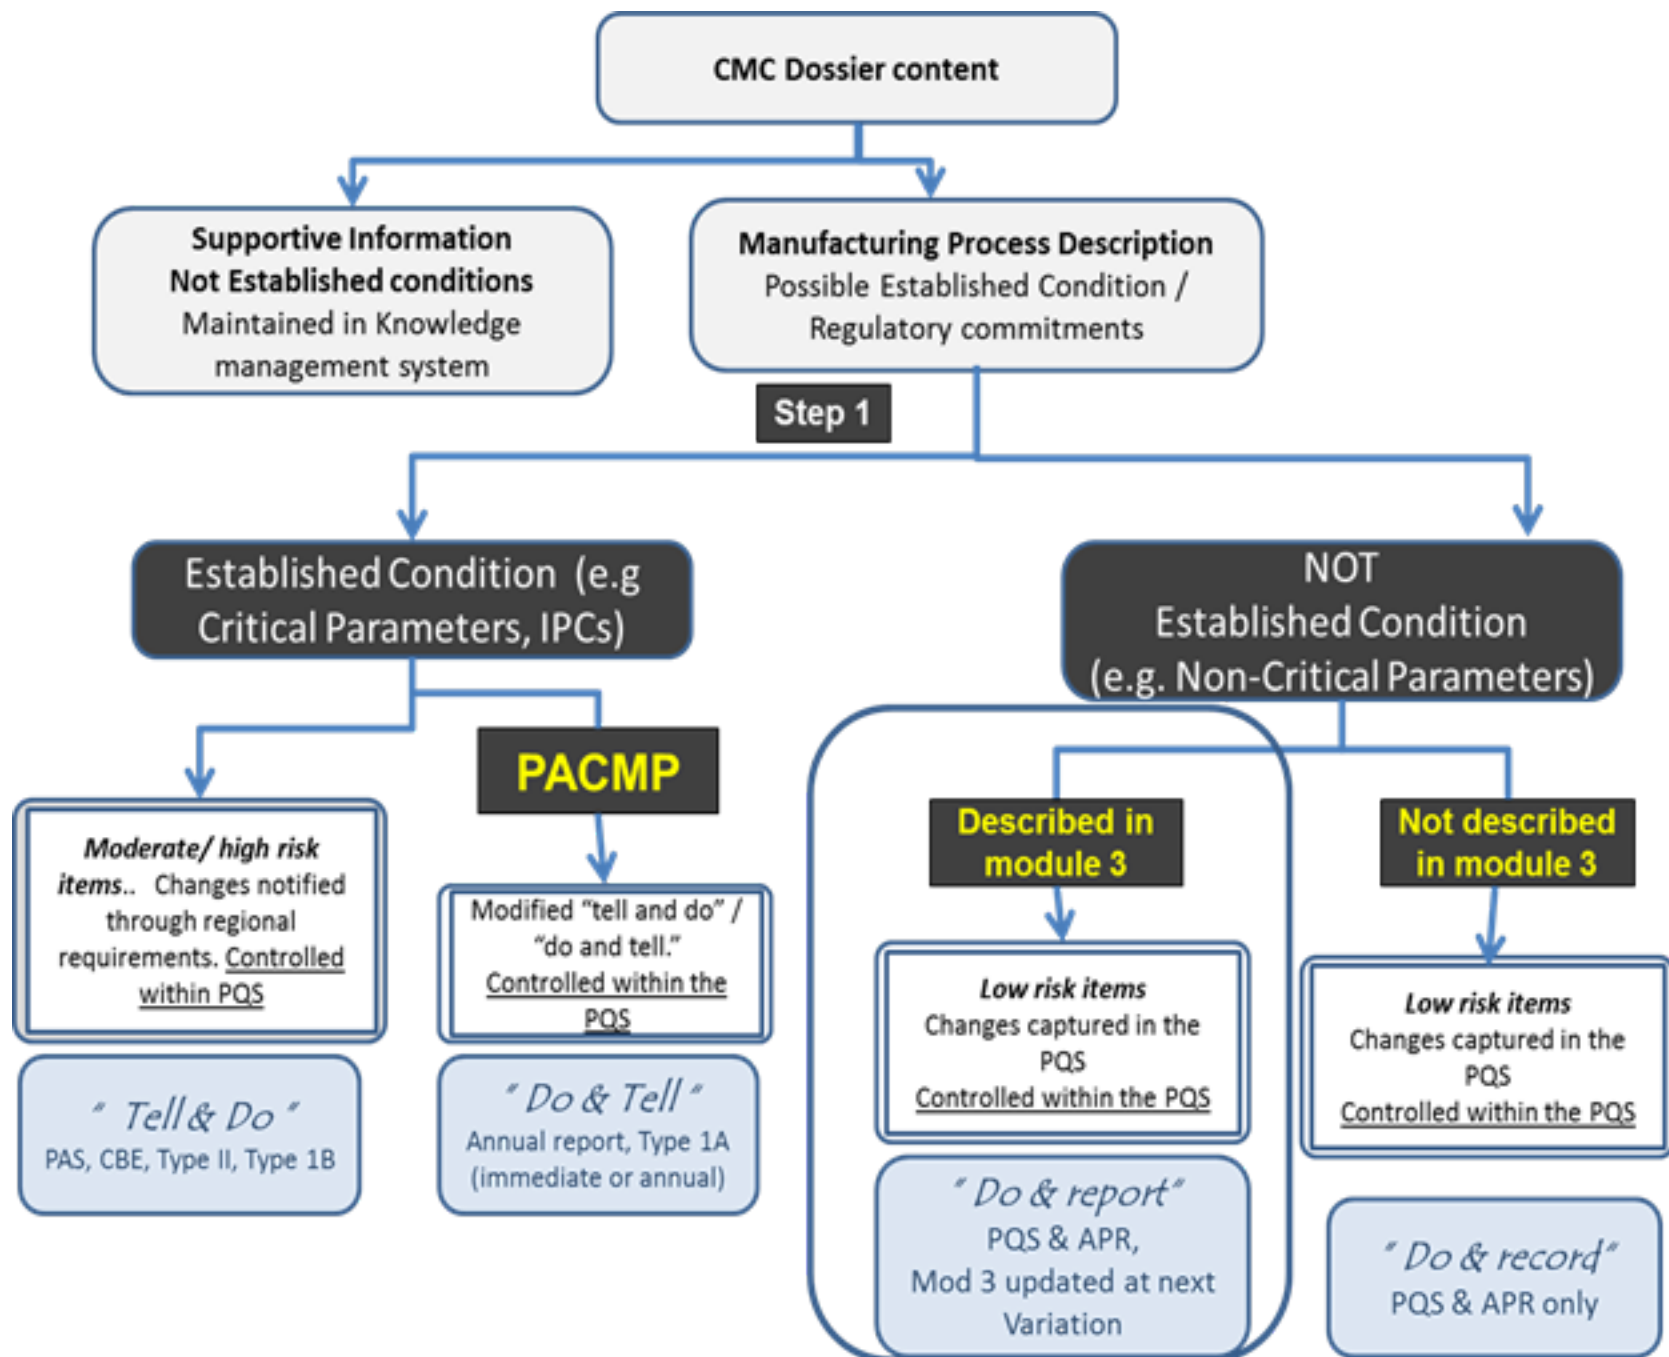 CMC Dossier content
Supportive Information
Not Established conditions
Maintained in Knowledge
management system
Manufacturing Process Description
Possible Established Condition /
Regulatory commitments
Step 1
Established Condition (e.g
Critical Parameters, IPCs)
NOT
Established Condition
(e.g. Non-Critical Parameters)
PACMP
Described in
module 3
Not described
in module 3
Moderate/ high risk
items.. Changes notified
through regional
requirements. Controlled
within PQS
Modified “tell and do” /
“do and tell.”
Controlled within the
PQS
Low risk items
Changes captured in the
PQS
Controlled within the PQS
Low risk items
Changes captured in the
PQS
Controlled within the PQS
" Tell & Do "
PAS, CBE, Type II, Type 1B
" Do & Tell "
Annual report, Type 1A
(immediate or annual)
" Do & report"
PQS & APR,
Mod 3 updated at next
Variation
" Do & record"
PQS & APR only